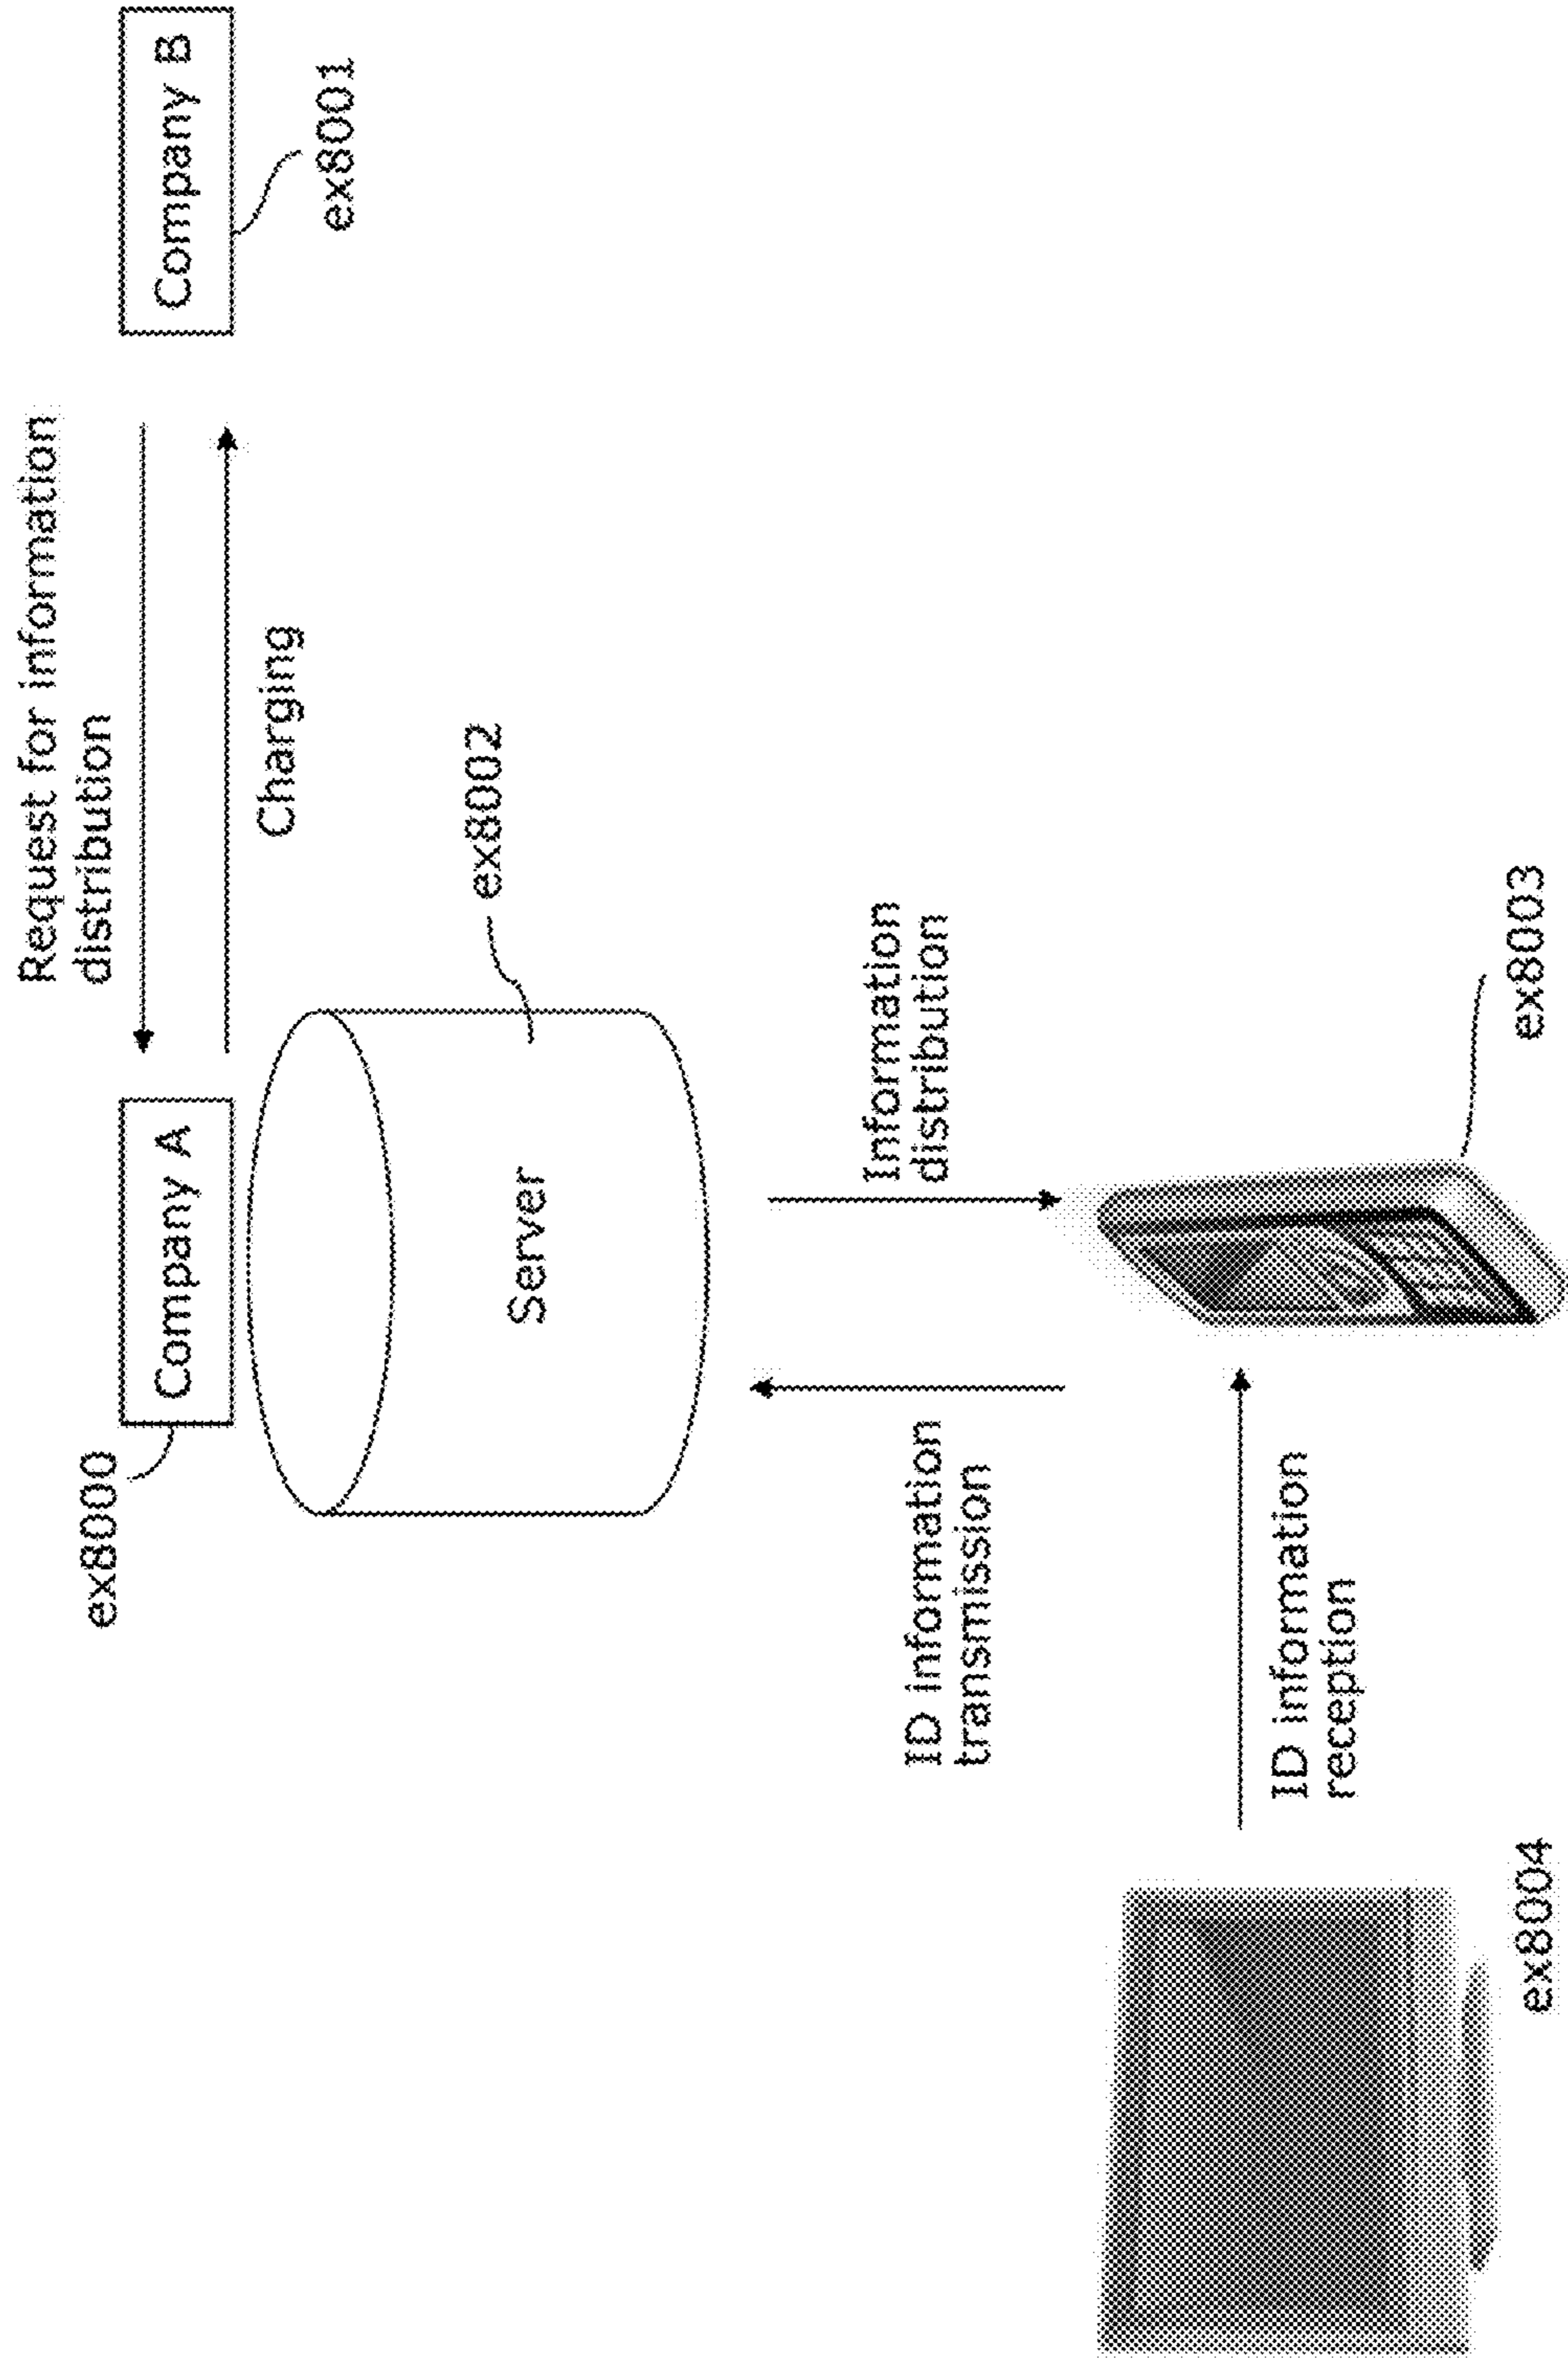 ex8000
Company A
Request for information
distribution
Charging
Company B
ex8001
Server
ex8002
ID information
transmission
Information
distribution
ID information
reception
ex8004
ex8003